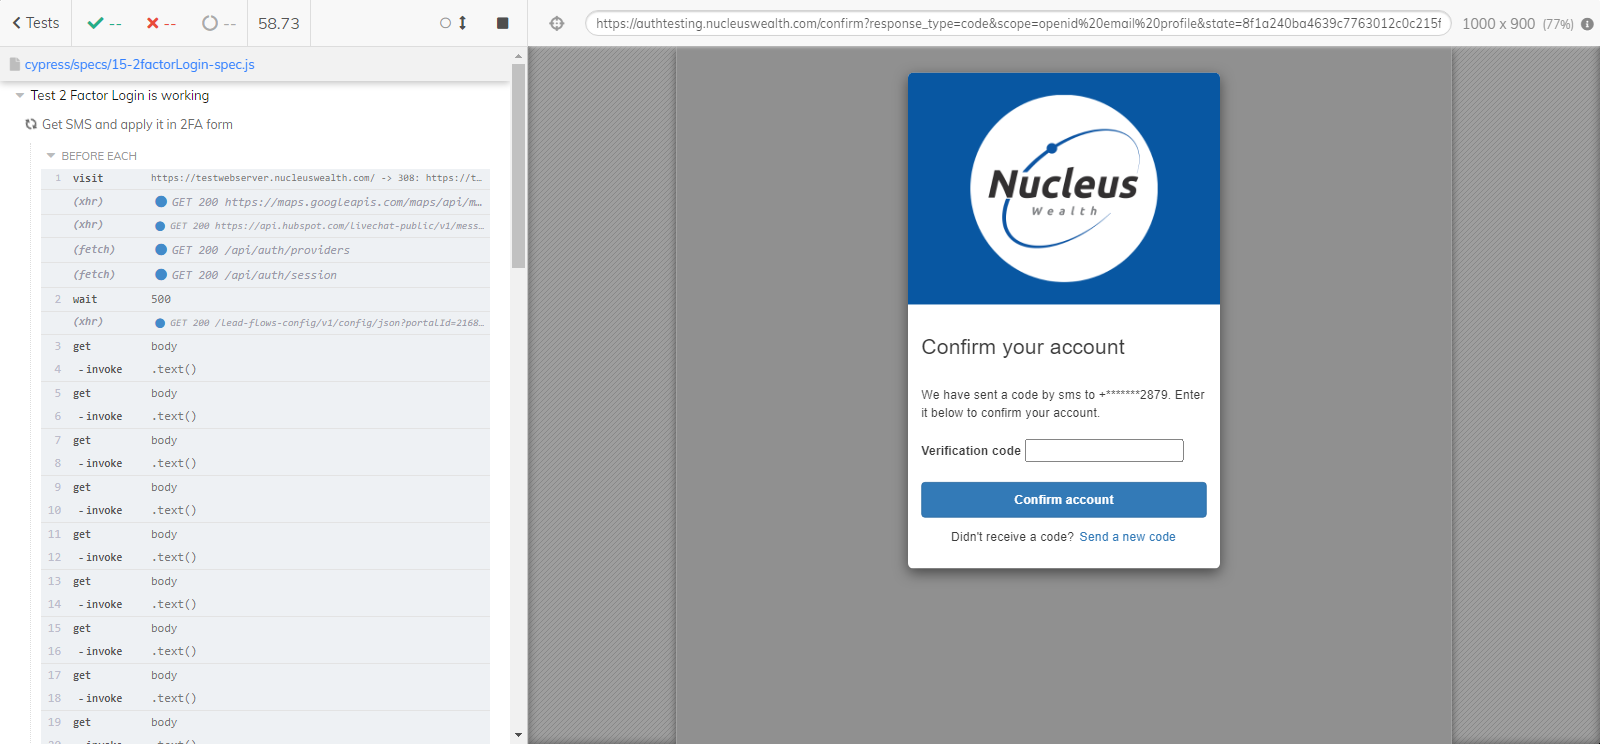 Tests -- -- -- 58.73
https://authtesting.nucleuswealth.com/confirm?response_type=code&scope=openid%20email%20profile&state=8f1a240ba4639c7763012c0c215f
1000 x 900 (77%)
cypress/specs/15-2factorLogin-spec.js
Test 2 Factor Login is working
Get SMS and apply it in 2FA form
BEFORE EACH
1 visit https://testwebserver.nucleuswealth.com/ -> 308: https://t…
(xhr) GET 200 https://maps.googleapis.com/maps/api/m…
(xhr) GET 200 https://api.hubspot.com/livechat-public/v1/mess…
(fetch) GET 200 /api/auth/providers
(fetch) GET 200 /api/auth/session
2 wait 500
(xhr) GET 200 /lead-flows-config/v1/config/json?portalId=2168…
3 get body
4 -invoke .text()
5 get body
6 -invoke .text()
7 get body
8 -invoke .text()
9 get body
10 -invoke .text()
11 get body
12 -invoke .text()
13 get body
14 -invoke .text()
15 get body
16 -invoke .text()
17 get body
18 -invoke .text()
19 get body
Nucleus
Wealth
Confirm your account
We have sent a code by sms to +*******2879. Enter
it below to confirm your account.
Verification code
Confirm account
Didn't receive a code? Send a new code